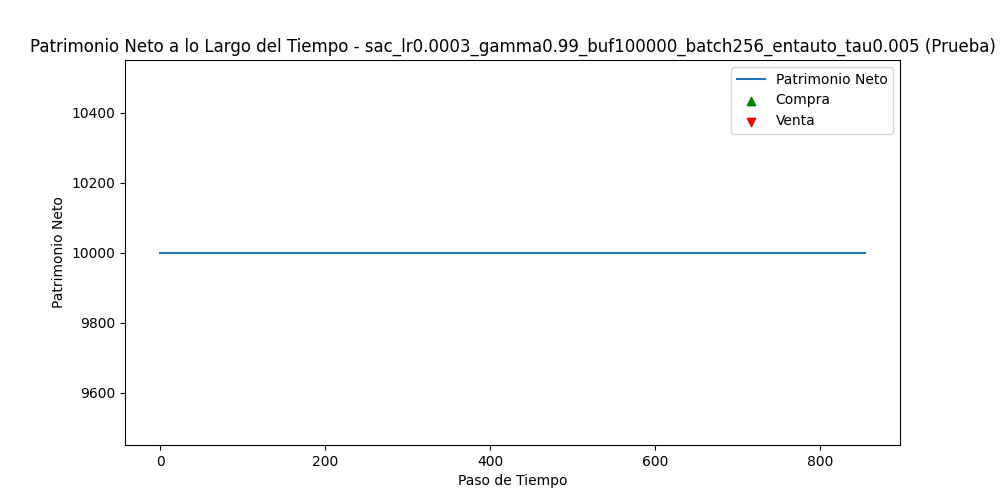 Patrimonio Neto a lo Largo del Tiempo - sac_lr0.0003_gamma0.99_buf100000_batch256_entauto_tau0.005 (Prueba)
Patrimonio Neto
Compra
Venta
10400
10200
10000
9800
9600
Patrimonio Neto
0 200 400 600 800
Paso de Tiempo